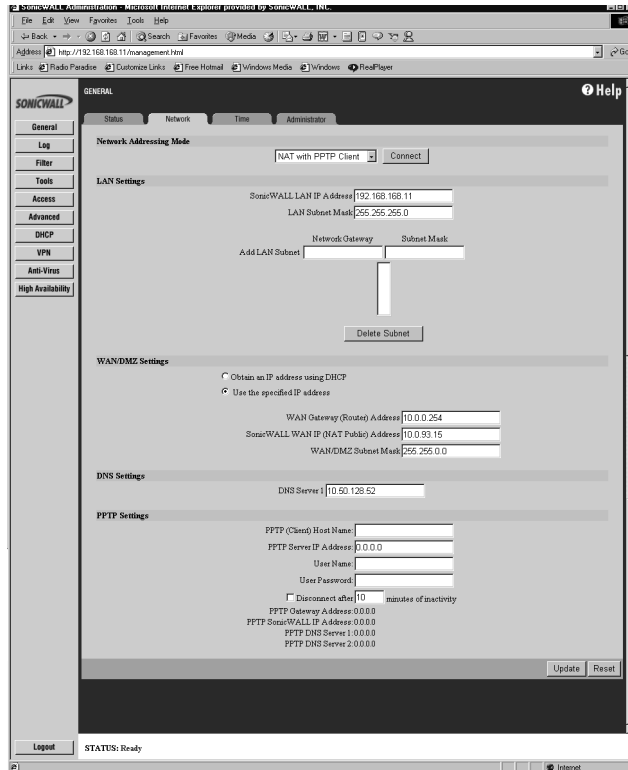 SonicWALL Administration - Microsoft Internet Explorer provided by SonicWALL, INC.
File Edit View Favorites Tools Help
Back Search Favorites Media
Address http://192.168.168.11/management.html Go
Links Radio Paradise Customize Links Free Hotmail Windows Media Windows RealPlayer
SONICWALL
GENERAL
Help
Status Network Time Administrator
General
Log
Filter
Tools
Access
Advanced
DHCP
VPN
Anti-Virus
High Availability
Network Addressing Mode
NAT with PPTP Client Connect
LAN Settings
SonicWALL LAN IP Address 192.168.168.11
LAN Subnet Mask 255.255.255.0
Network Gateway Subnet Mask
Add LAN Subnet
Delete Subnet
WAN/DMZ Settings
Obtain an IP address using DHCP
Use the specified IP address
WAN Gateway (Router) Address 10.0.0.254
SonicWALL WAN IP (NAT Public) Address 10.0.93.15
WAN/DMZ Subnet Mask 255.255.0.0
DNS Settings
DNS Server 1 10.50.128.52
PPTP Settings
PPTP (Client) Host Name:
PPTP Server IP Address: 0.0.0.0
User Name:
User Password:
Disconnect after 10 minutes of inactivity
PPTP Gateway Address:0.0.0.0
PPTP SonicWALL IP Address:0.0.0.0
PPTP DNS Server 1:0.0.0.0
PPTP DNS Server 2:0.0.0.0
Update Reset
Logout
STATUS: Ready
Internet